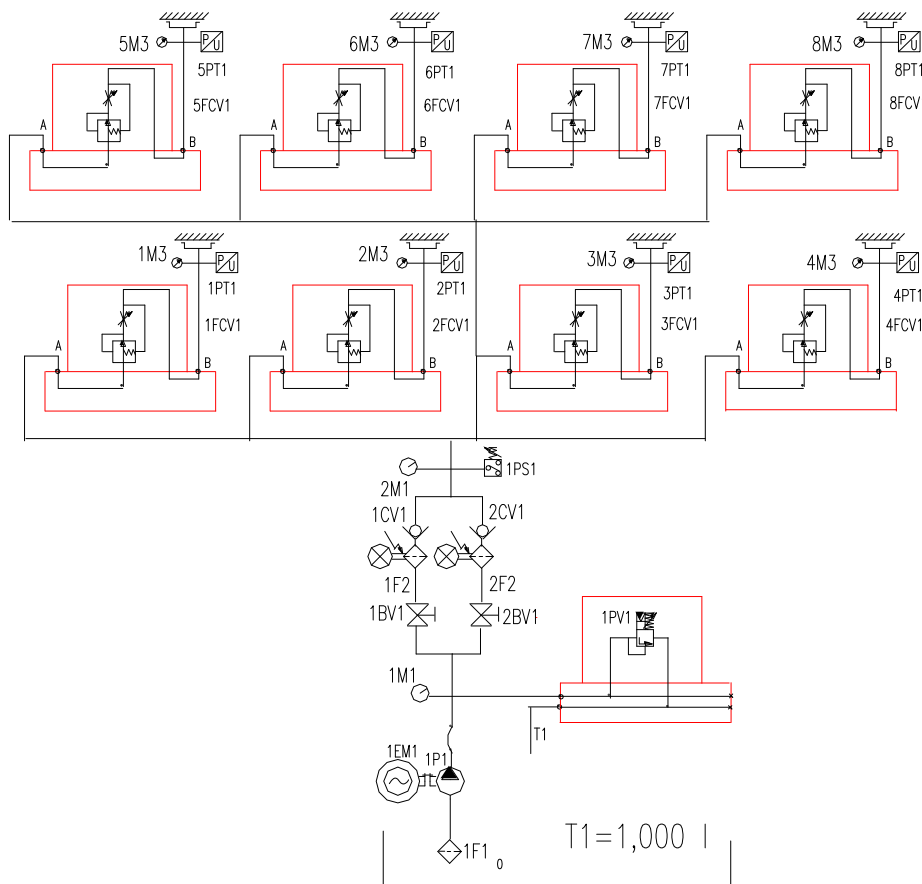 5M3 P/U 6M3 P/U 7M3 P/U 8M3 P/U
5PT1 6PT1 7PT1 8PT1
5FCV1 6FCV1 7FCV1 8FCV
A B A B A B A B
1M3 P/U 2M3 P/U 3M3 P/U 4M3 P/U
1PT1 2PT1 3PT1 4PT1
1FCV1 2FCV1 3FCV1 4FCV1
A B A B A B A B
1PS1
2M1
1CV1 2CV1
1F2 2F2
1BV1 2BV1 1PV1
1M1
T1
1EM1 1P1
T1=1,000 l
1F1
0